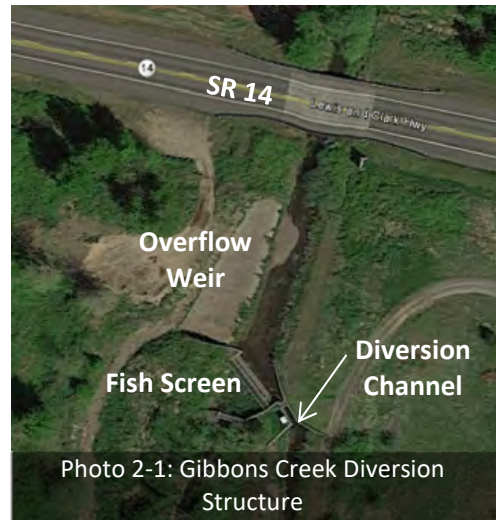 14
SR 14
Lewis and Clark Hwy
Overflow
Weir
Fish Screen
Diversion
Channel
Photo 2-1: Gibbons Creek Diversion
Structure